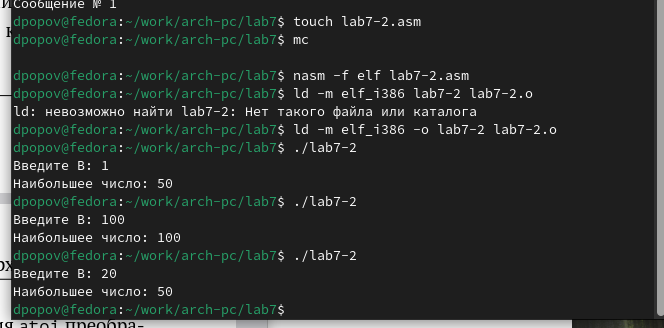 Сообщение № 1
dpopov@fedora:~/work/arch-pc/lab7$ touch lab7-2.asm
dpopov@fedora:~/work/arch-pc/lab7$ mc
dpopov@fedora:~/work/arch-pc/lab7$ nasm -f elf lab7-2.asm
dpopov@fedora:~/work/arch-pc/lab7$ ld -m elf_i386 lab7-2 lab7-2.o
ld: невозможно найти lab7-2: Нет такого файла или каталога
dpopov@fedora:~/work/arch-pc/lab7$ ld -m elf_i386 -o lab7-2 lab7-2.o
dpopov@fedora:~/work/arch-pc/lab7$ ./lab7-2
Введите B: 1
Наибольшее число: 50
dpopov@fedora:~/work/arch-pc/lab7$ ./lab7-2
Введите B: 100
Наибольшее число: 100
dpopov@fedora:~/work/arch-pc/lab7$ ./lab7-2
Введите B: 20
Наибольшее число: 50
dpopov@fedora:~/work/arch-pc/lab7$
atoi преобра-